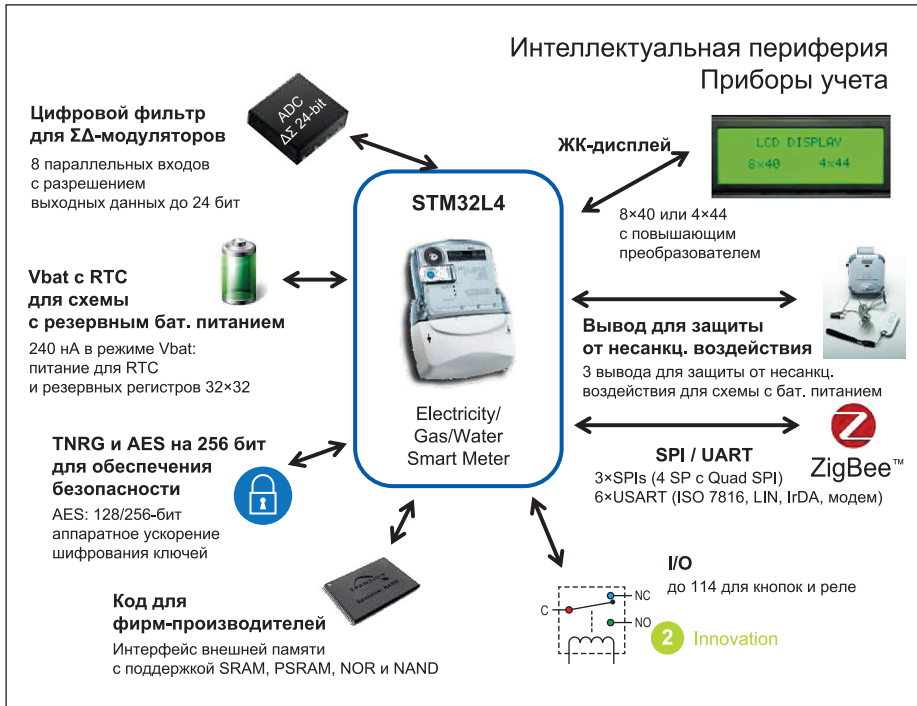 Интеллектуальная периферия
Приборы учета
ADC
ΔΣ 24-bit
Цифровой фильтр
для ΣΔ-модуляторов
8 параллельных входов
с разрешением
выходных данных до 24 бит
ЖК-дисплей
LCD DISPLAY
8×40 4×44
8×40 или 4×44
с повышающим
преобразователем
STM32L4
Electricity/
Gas/Water
Smart Meter
Vbat с RTC
для схемы
с резервным бат. питанием
240 нА в режиме Vbat:
питание для RTC
и резервных регистров 32×32
Вывод для защиты
от несанкц. воздействия
3 вывода для защиты от несанкц.
воздействия для схемы с бат. питанием
TNRG и AES на 256 бит
для обеспечения
безопасности
AES: 128/256-бит
аппаратное ускорение
шифрования ключей
SPI / UART
3×SPIs (4 SP с Quad SPI)
6×USART (ISO 7816, LIN, IrDA, модем)
ZigBee™
Код для
фирм-производителей
Интерфейс внешней памяти
с поддержкой SRAM, PSRAM, NOR и NAND
SPANSION
I/O
до 114 для кнопок и реле
C
NC
NO
2 Innovation